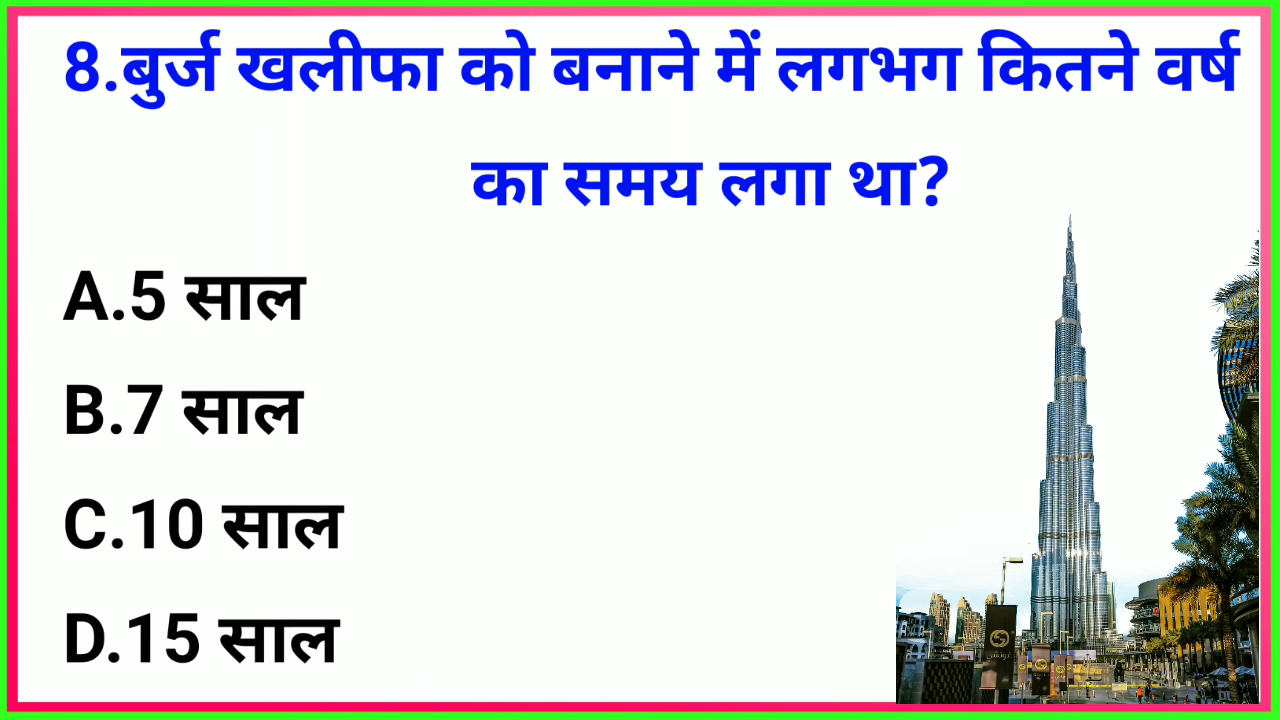 8.बुर्ज खलीफा को बनाने में लगभग कितने वर्ष
का समय लगा था?
A.5 साल
B.7 साल
C.10 साल
D.15 साल